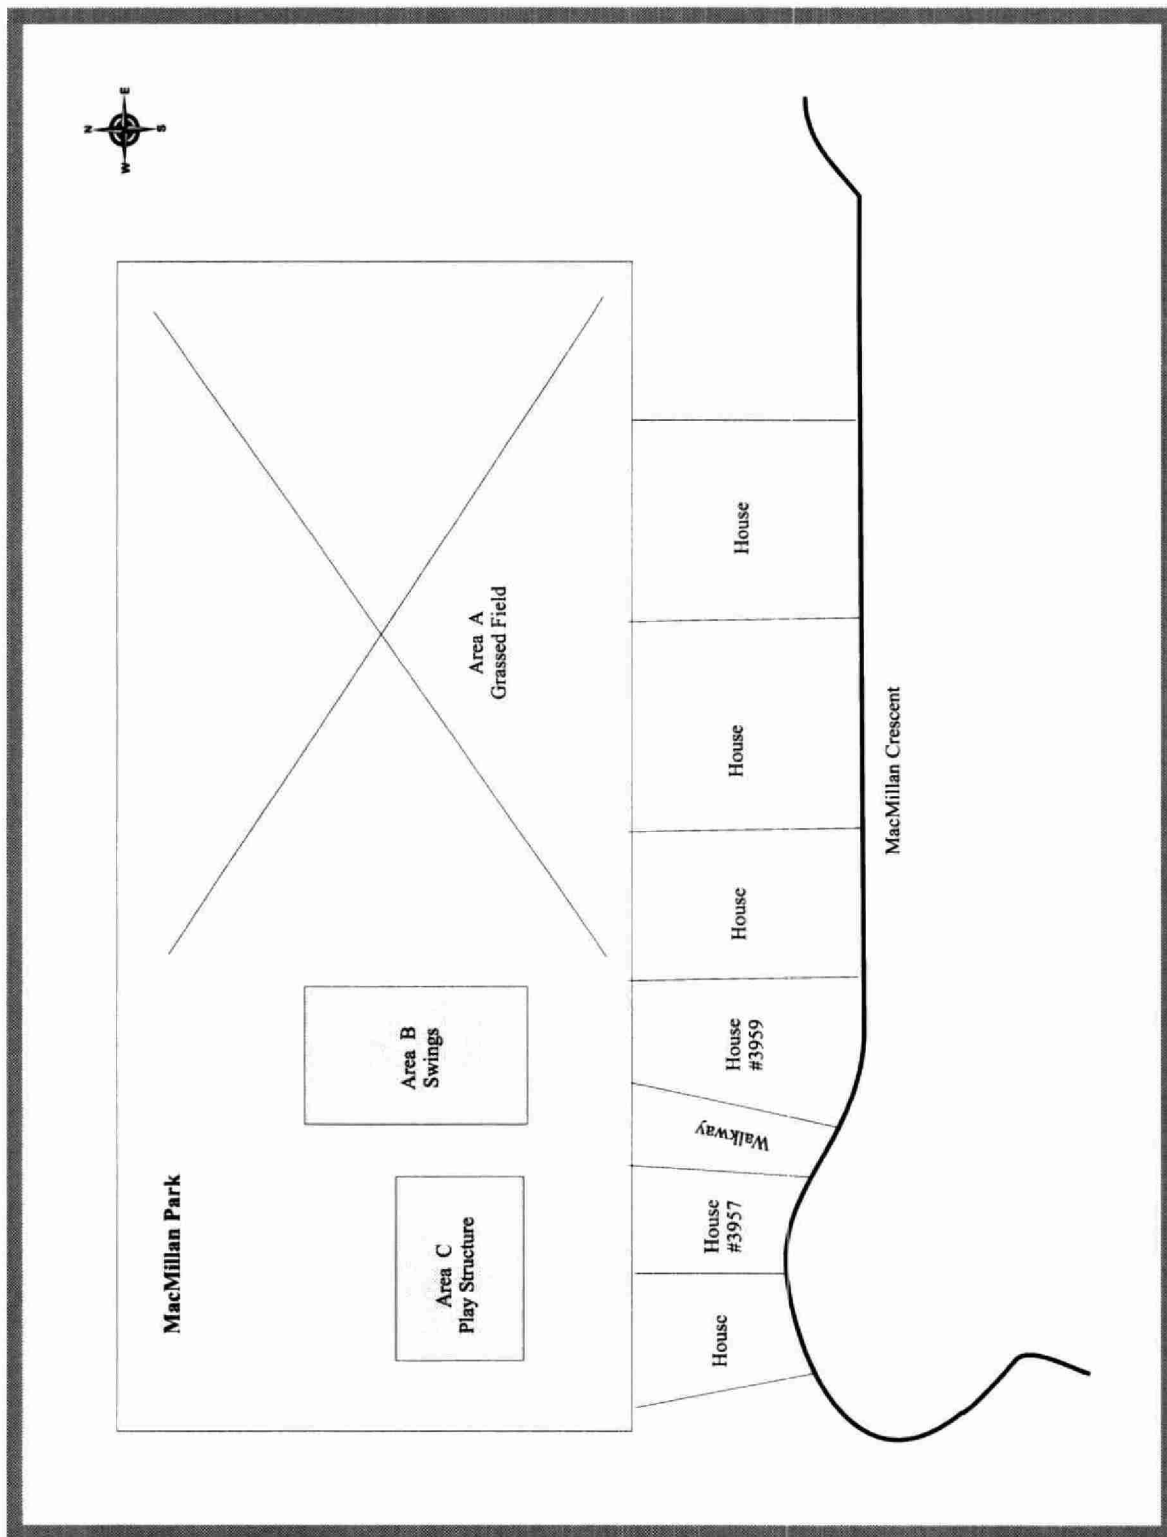 N
W
E
S
MacMillan Park
Area C
Play Structure
Area B
Swings
Area A
Grassed Field
House
House
#3957
Walkway
House
#3959
House
House
House
MacMillan Crescent